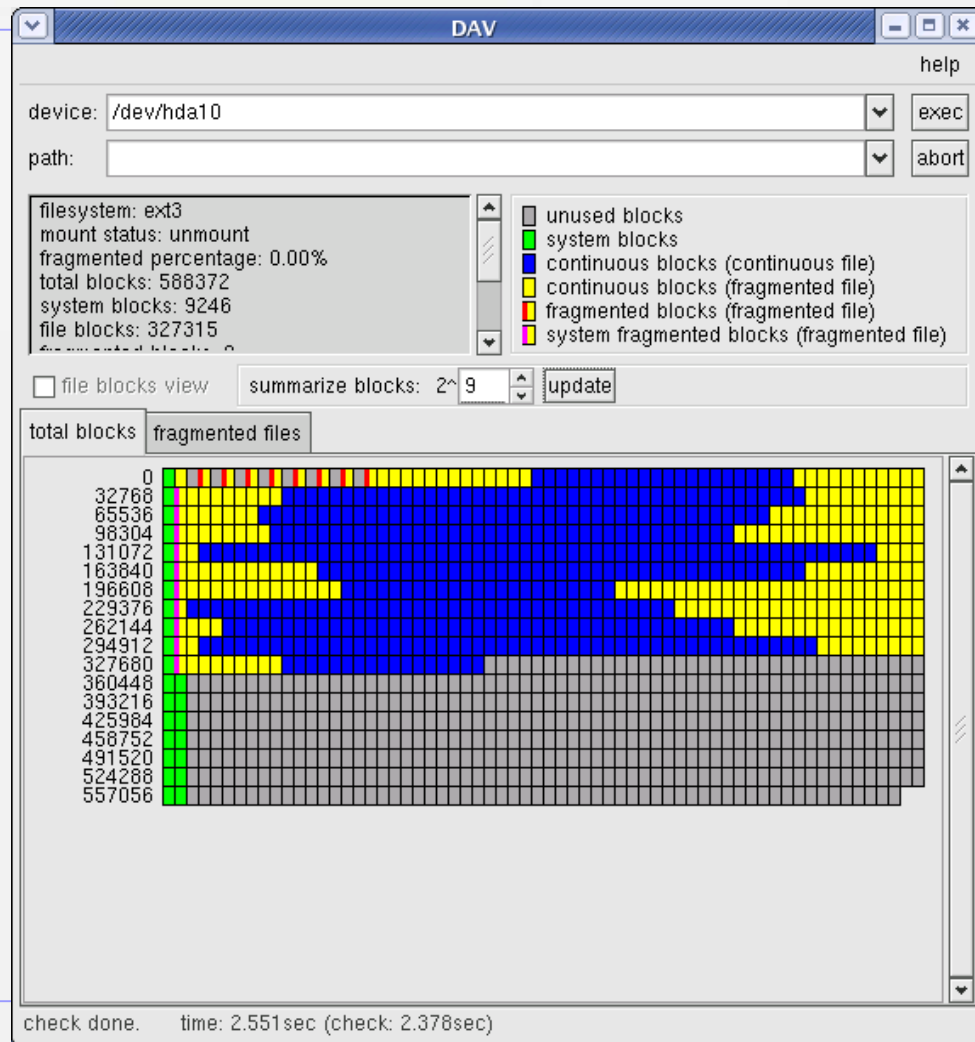 DAV
help
device: /dev/hda10 exec
path: abort
filesystem: ext3
mount status: unmount
fragmented percentage: 0.00%
total blocks: 588372
system blocks: 9246
file blocks: 327315
unused blocks
system blocks
continuous blocks (continuous file)
continuous blocks (fragmented file)
fragmented blocks (fragmented file)
system fragmented blocks (fragmented file)
file blocks view summarize blocks: 2^ 9 update
total blocks fragmented files
0
32768
65536
98304
131072
163840
196608
229376
262144
294912
327680
360448
393216
425984
458752
491520
524288
557056
check done. time: 2.551sec (check: 2.378sec)